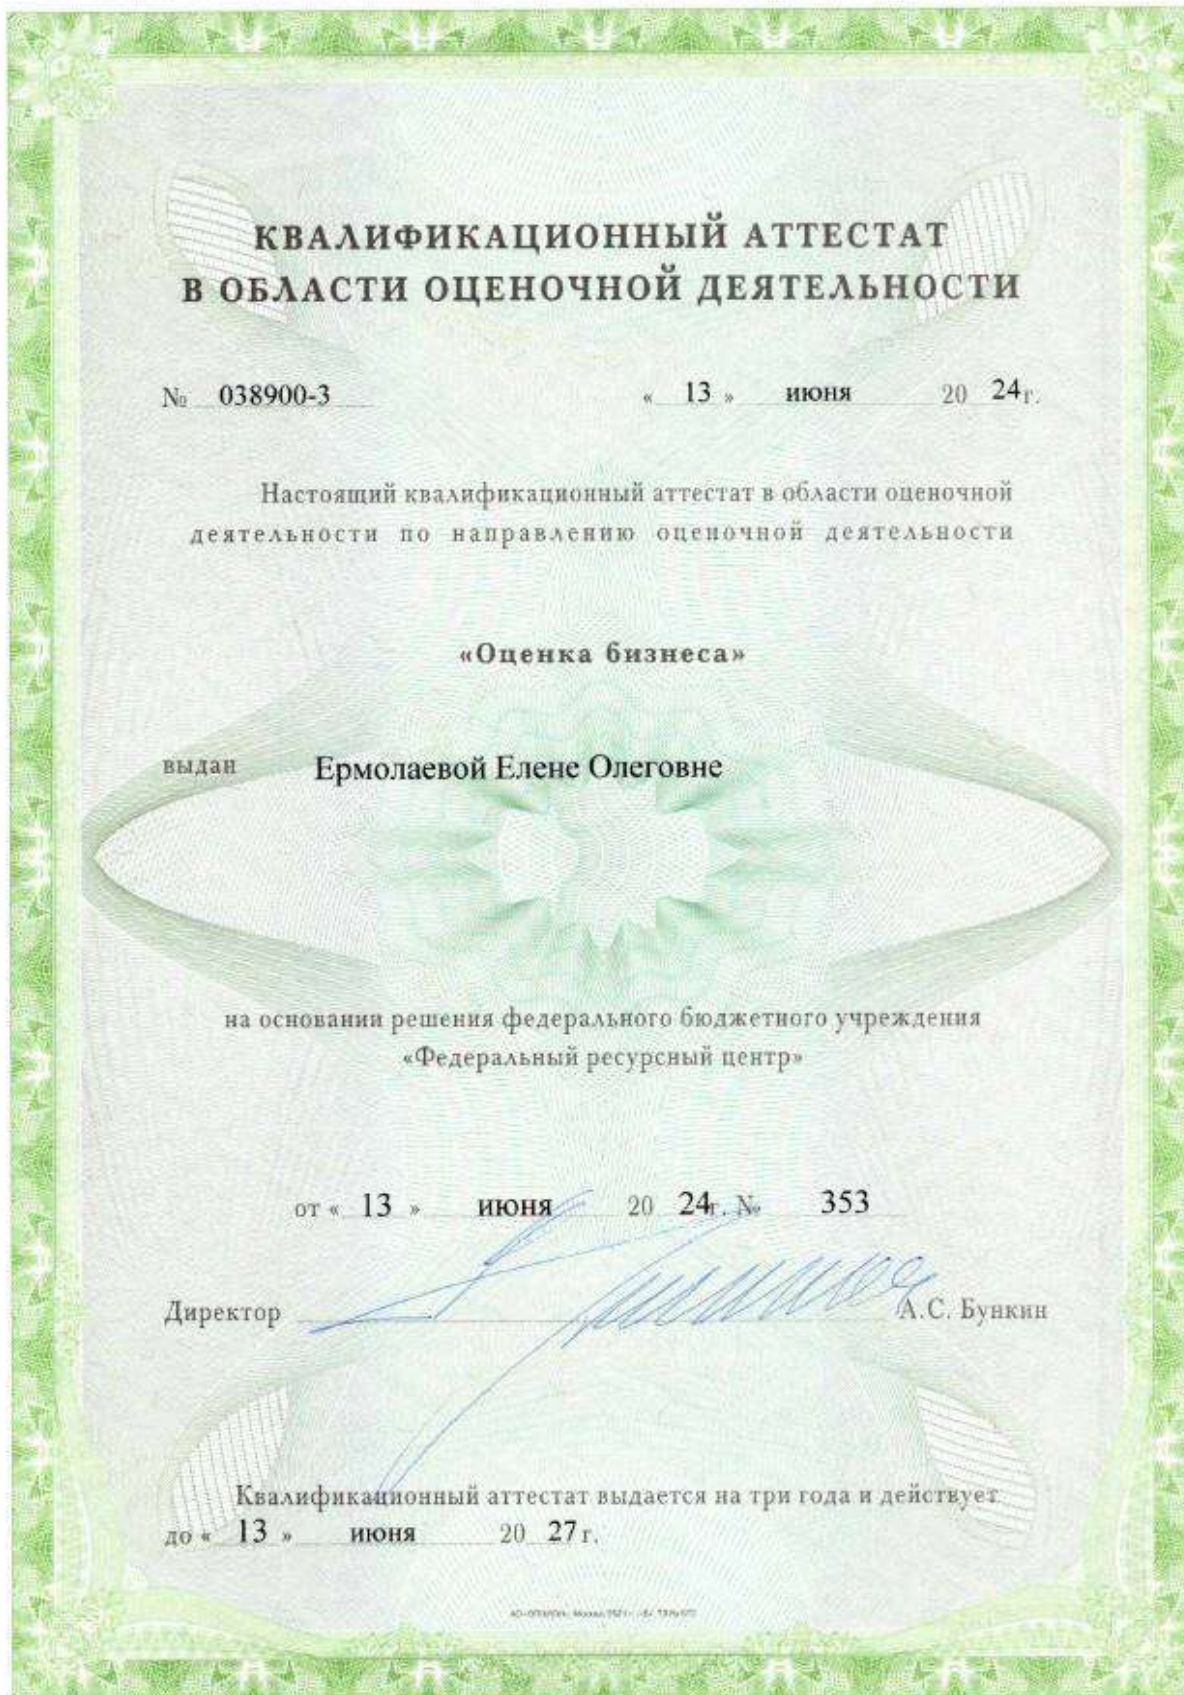 КВАЛИФИКАЦИОННЫЙ АТТЕСТАТ
В ОБЛАСТИ ОЦЕНОЧНОЙ ДЕЯТЕЛЬНОСТИ
№ 038900-3 « 13 » июня 20 24 г.
Настоящий квалификационный аттестат в области оценочной
деятельности по направлению оценочной деятельности
«Оценка бизнеса»
выдан Ермолаевой Елене Олеговне
на основании решения федерального бюджетного учреждения
«Федеральный ресурсный центр»
от « 13 » июня 20 24 г. № 353
Директор А.С. Бункин
Квалификационный аттестат выдается на три года и действует
до « 13 » июня 20 27 г.